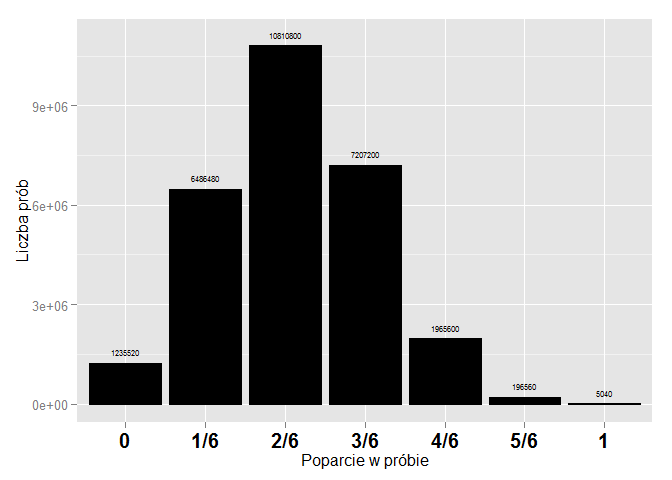 10810800
7207200
6486480
1965600
1235520
196560
5040
9e+06
6e+06
3e+06
0e+00
Liczba prób
0 1/6 2/6 3/6 4/6 5/6 1
Poparcie w próbie